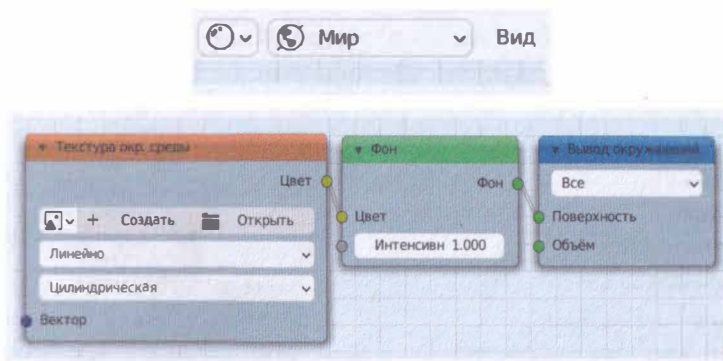 Мир Вид
Текстура окр. среды
Цвет
Создать Открыть
Линейно
Цилиндрическая
Вектор
Фон
Фон
Цвет
Интенсивн 1.000
Вывод окружения
Все
Поверхность
Объём